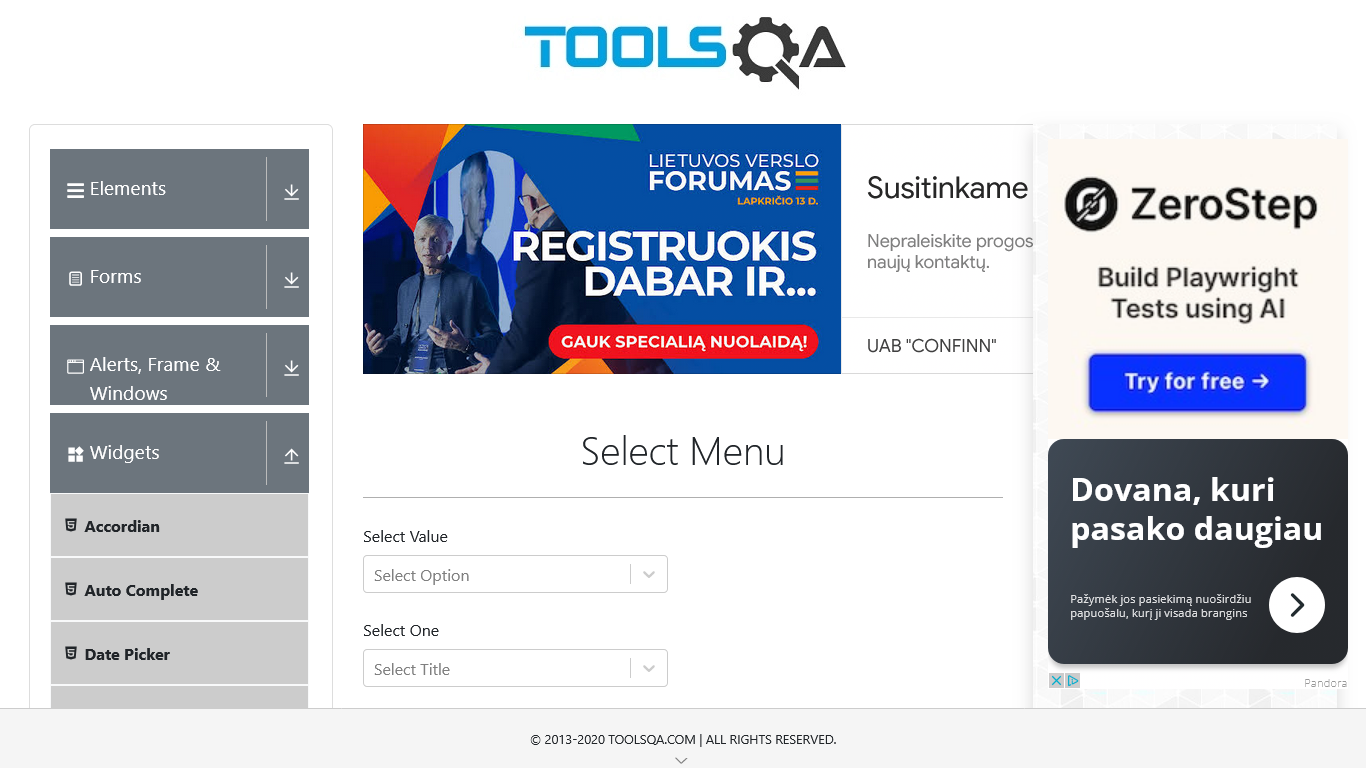 TOOLSQA
Elements
Forms
Alerts, Frame &
Windows
Widgets
Accordian
Auto Complete
Date Picker
LIETUVOS VERSLO
FORUMAS
LAPKRIČIO 13 D.
REGISTRUOKIS
DABAR IR...
GAUK SPECIALIĄ NUOLAIDĄ!
Susitinkame
Nepraleiskite progos
naujų kontaktų.
UAB "CONFINN"
Select Menu
Select Value
Select Option
Select One
Select Title
ZeroStep
Build Playwright
Tests using AI
Try for free →
Dovana, kuri
pasako daugiau
Pažymėk jos pasiekimą nuoširdžiu
papuošalu, kurį ji visada brangins
Pandora
© 2013-2020 TOOLSQA.COM | ALL RIGHTS RESERVED.